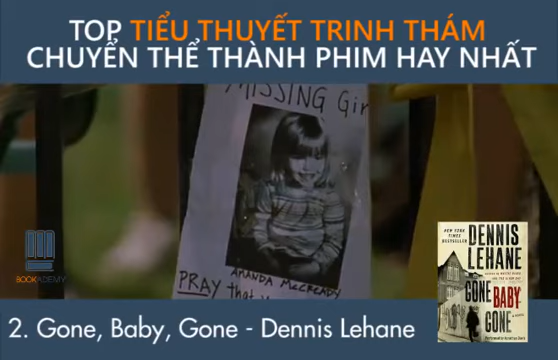 TOP TIỂU THUYẾT TRINH THÁM
CHUYỂN THỂ THÀNH PHIM HAY NHẤT
MISSING Gir
AMANDA McCREADY
PRAY that
BOOKADEMY
NEW YORK TIMES BESTSELLER
DENNIS
LEHANE
GONE
BABY
GONE
2. Gone, Baby, Gone - Dennis Lehane